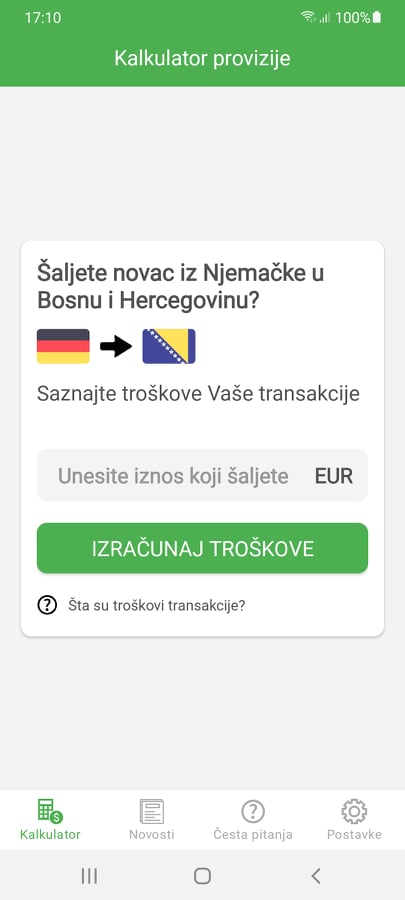 17:10
100%
Kalkulator provizije
Šaljete novac iz Njemačke u
Bosnu i Hercegovinu?
Saznajte troškove Vaše transakcije
Unesite iznos koji šaljete EUR
IZRAČUNAJ TROŠKOVE
Šta su troškovi transakcije?
Kalkulator
Novosti
Česta pitanja
Postavke